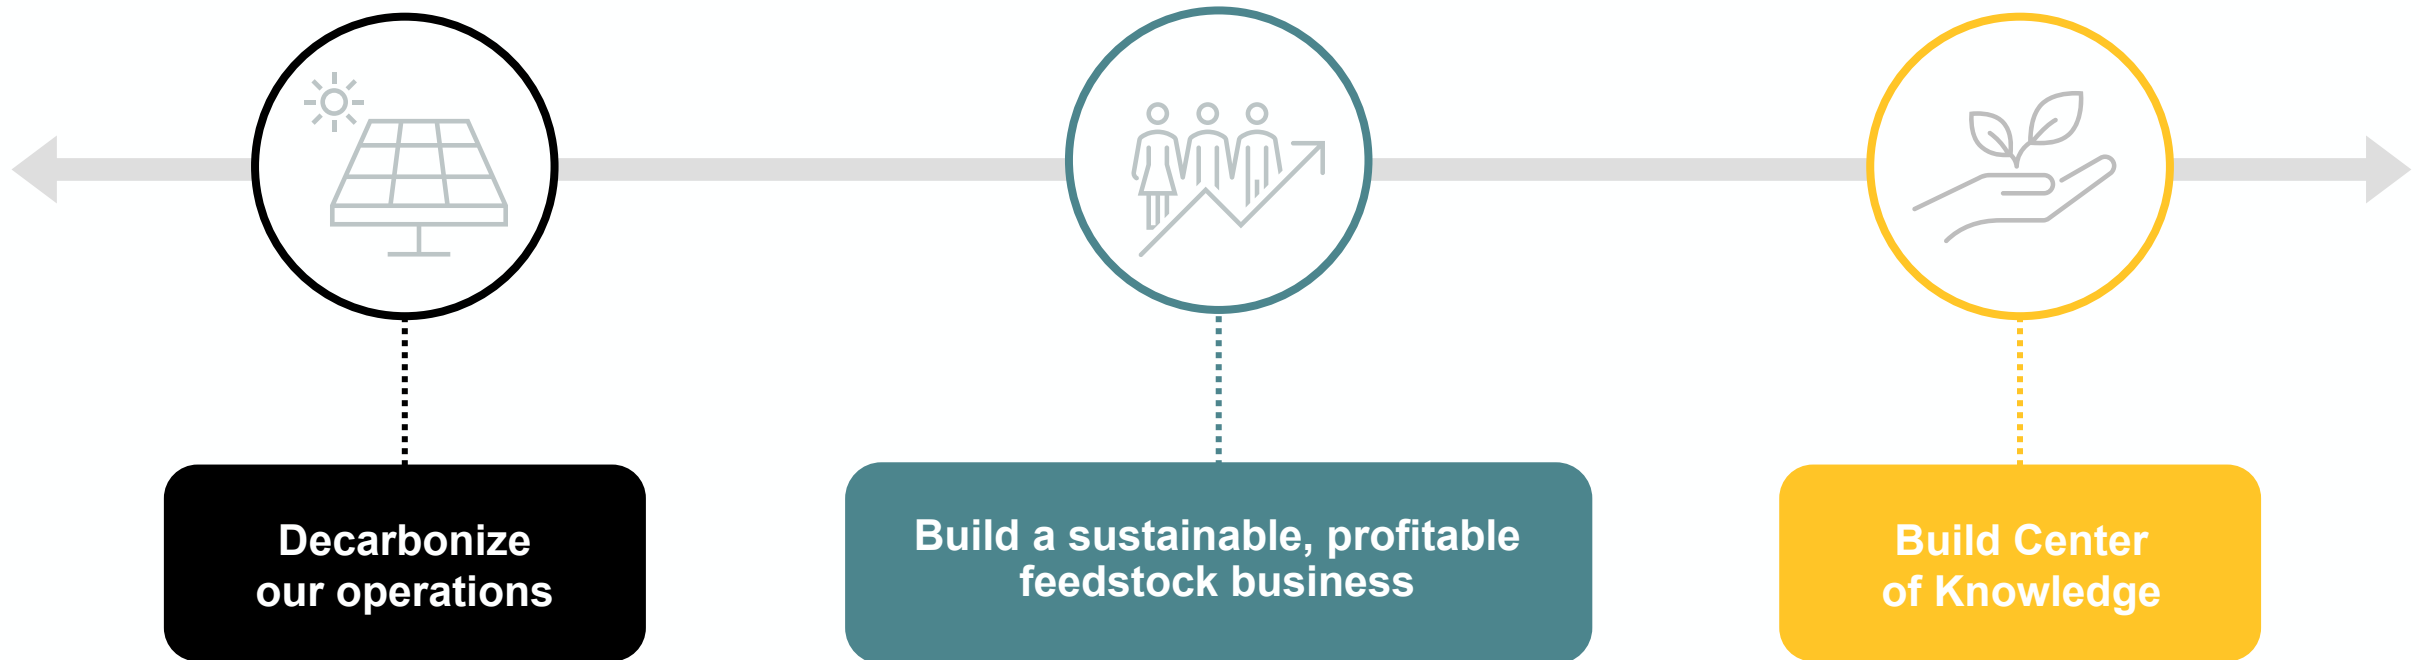 Decarbonize
our operations
Build a sustainable, profitable
feedstock business
Build Center
of Knowledge